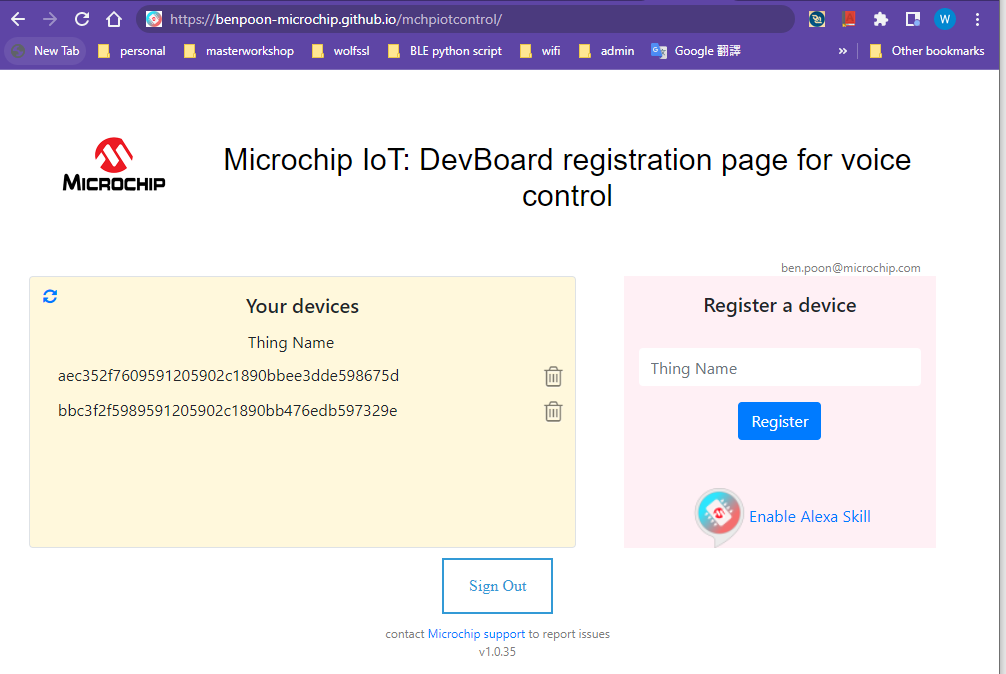 https://benpoon-microchip.github.io/mchpiotcontrol/
W
New Tab personal masterworkshop wolfssl BLE python script wifi admin Google 翻譯 » Other bookmarks
MICROCHIP
Microchip IoT: DevBoard registration page for voice
control
ben.poon@microchip.com
Your devices
Thing Name
aec352f7609591205902c1890bbee3dde598675d
bbc3f2f5989591205902c1890bb476edb597329e
Register a device
Thing Name
Register
Enable Alexa Skill
Sign Out
contact Microchip support to report issues
v1.0.35